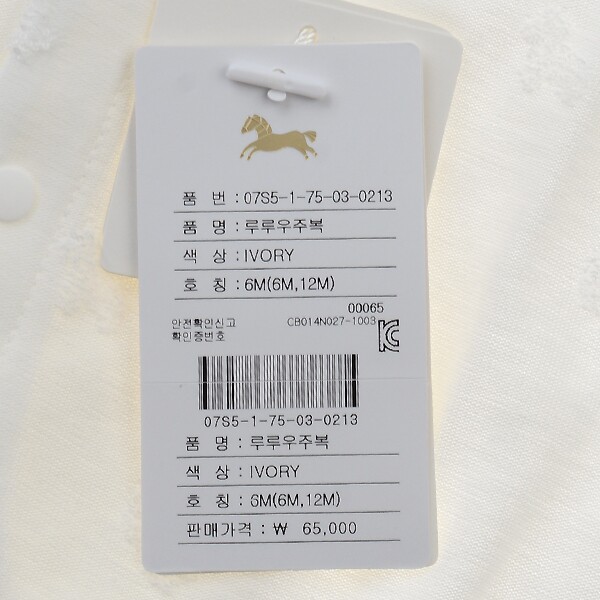 품 번 : 07S5-1-75-03-0213
품 명 : 루루우주복
색 상 : IVORY
호 칭 : 6M(6M,12M)
00065
안전확인신고 CB014N027-1003
확인증번호
07S5-1-75-03-0213
품 명 : 루루우주복
색 상 : IVORY
호 칭 : 6M(6M,12M)
판매가격 : ₩ 65,000